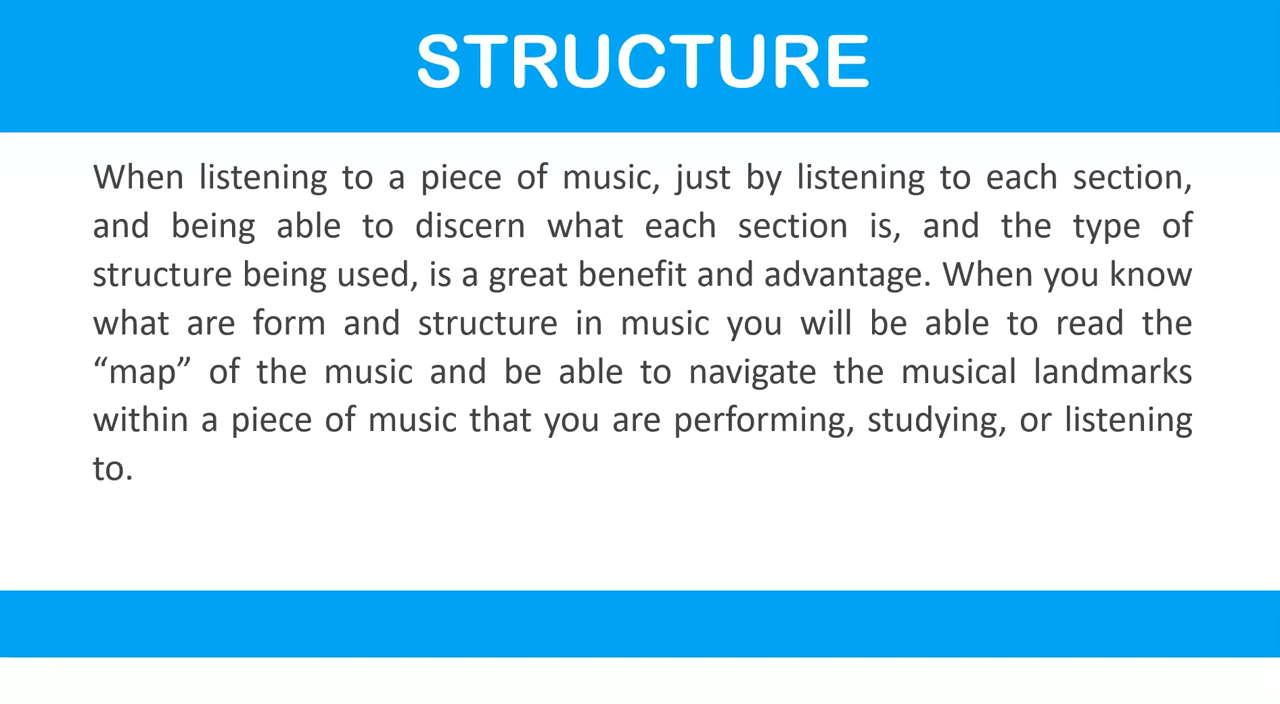 STRUCTURE
When listening to a piece of music, just by listening to each section,
and being able to discern what each section is, and the type of
structure being used, is a great benefit and advantage. When you know
what are form and structure in music you will be able to read the
“map” of the music and be able to navigate the musical landmarks
within a piece of music that you are performing, studying, or listening
to.